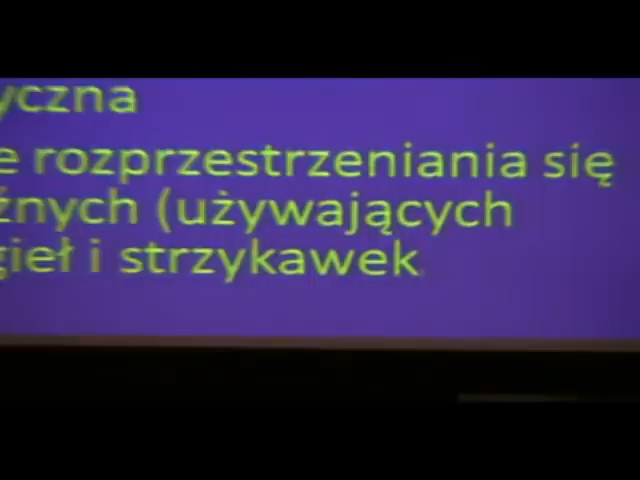 yczna
e rozprzestrzeniania się
żnych (używających
gieł i strzykawek